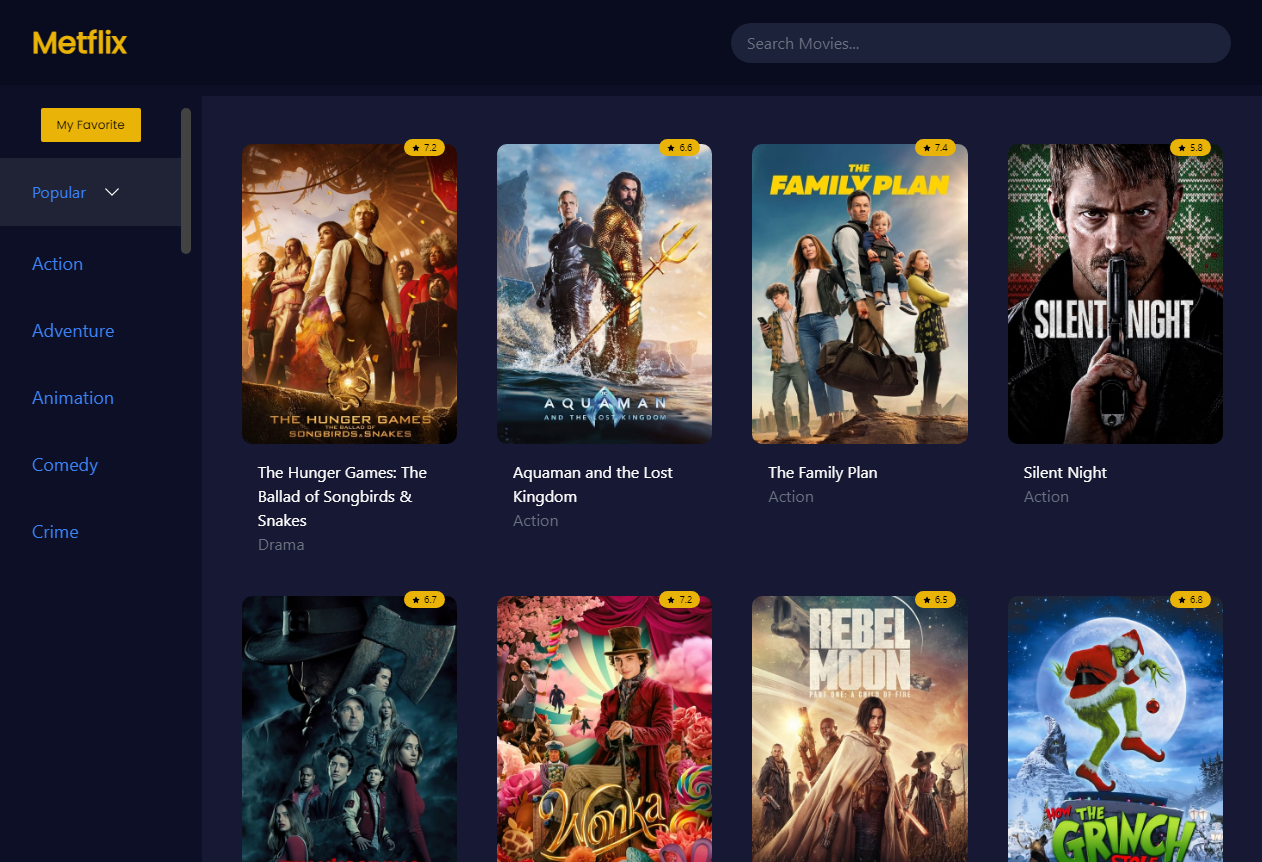 Metflix
Search Movies...
My Favorite
Popular
Action
Adventure
Animation
Comedy
Crime
7.2
6.6
7.4
5.8
THE HUNGER GAMES
THE BALLAD OF
SONGBIRDS & SNAKES
AQUAMAN
AND THE LOST KINGDOM
THE
FAMILY PLAN
SILENT NIGHT
The Hunger Games: The
Ballad of Songbirds &
Snakes
Drama
Aquaman and the Lost
Kingdom
Action
The Family Plan
Action
Silent Night
Action
6.7
7.2
6.5
6.8
Wonka
REBEL
MOON
PART ONE: A CHILD OF FIRE
HOW THE
GRINCH
STOLE